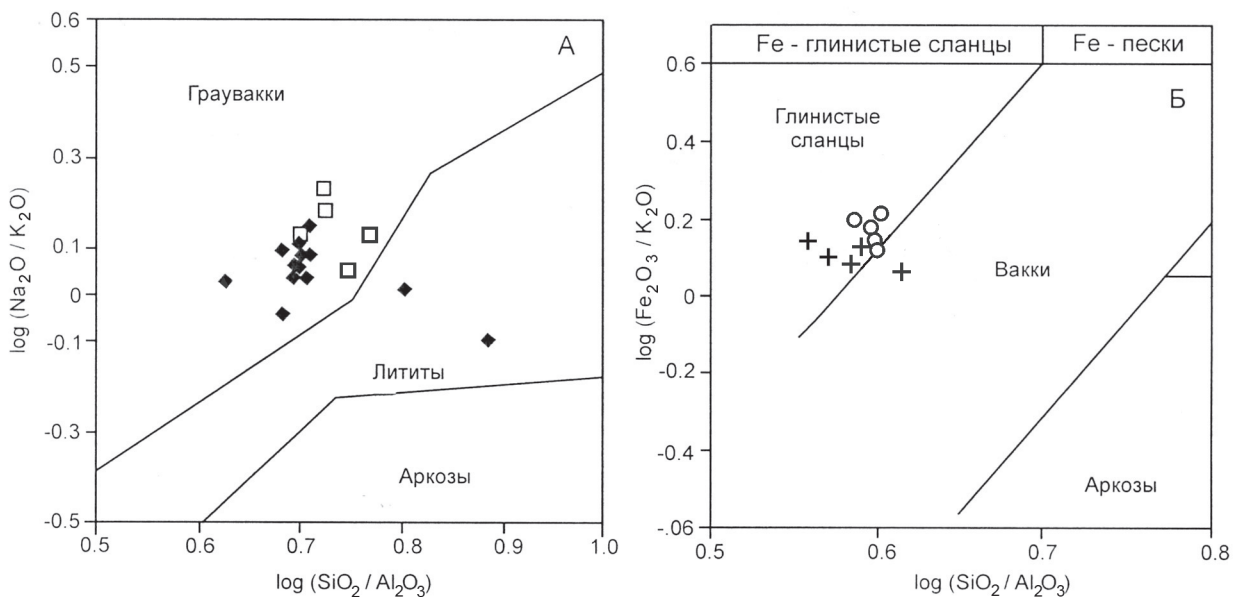 А
Граувакки
Лититы
Аркозы
0.6
0.5
0.3
0.1
0
-0.1
-0.3
-0.5
0.5
0.6
0.7
0.8
0.9
1.0
log (Na₂O / K₂O)
log (SiO₂ / Al₂O₃)
Fe - глинистые сланцы
Fe - пески
Б
Глинистые
сланцы
Вакки
Аркозы
0.6
0.4
0.2
0
-0.2
-0.4
-.06
0.5
0.6
0.7
0.8
log (Fe₂O₃ / K₂O)
log (SiO₂ / Al₂O₃)